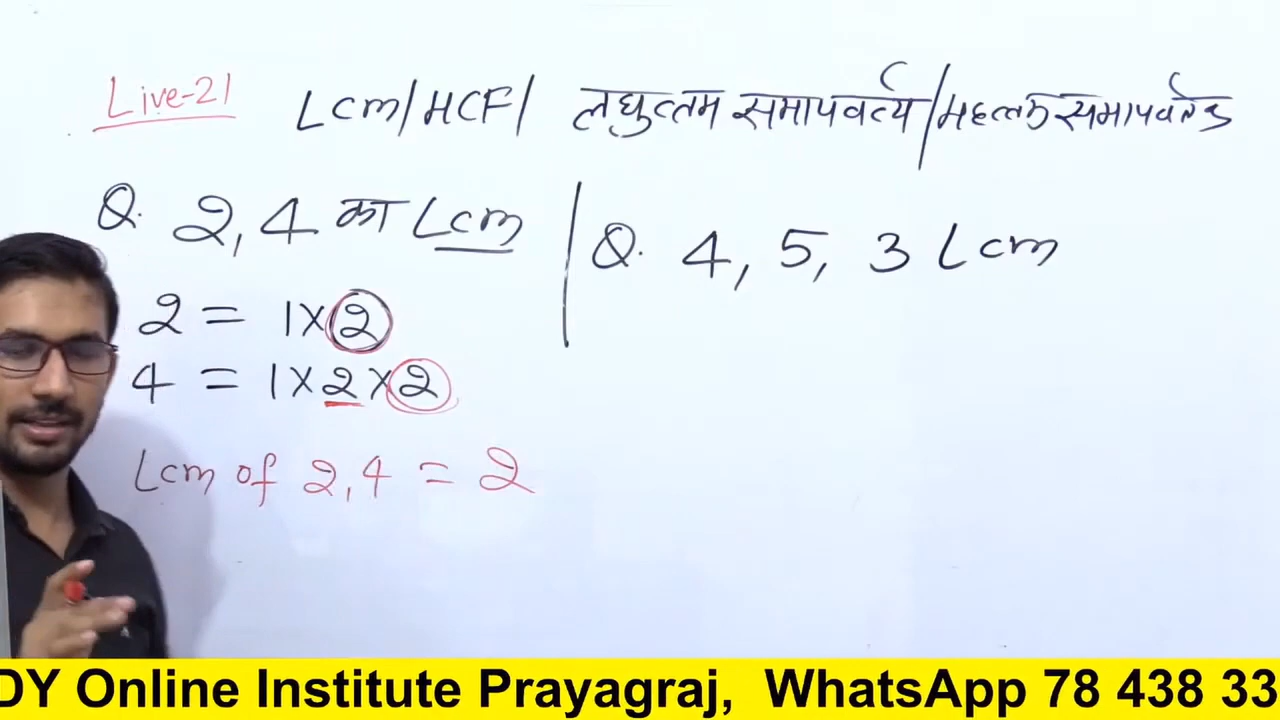 Live-21 Lcm/HCF/ लघुत्तम समापवर्त्य/महत्तम समापवर्तक
Q. 2,4 का Lcm
2 = 1×2
4 = 1×2×2
Lcm of 2,4 = 2
Q. 4, 5, 3 Lcm
DY Online Institute Prayagraj, WhatsApp 78 438 33